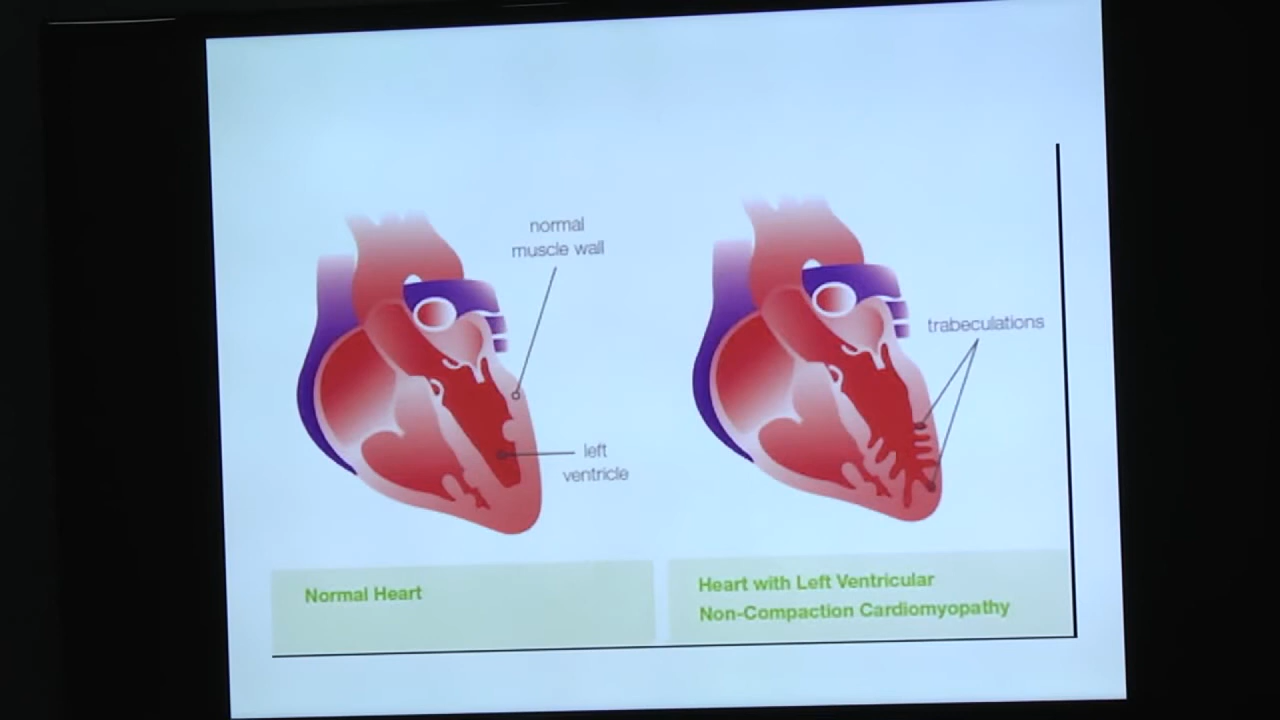 normal
muscle wall
left
ventricle
Normal Heart
trabeculations
Heart with Left Ventricular
Non-Compaction Cardiomyopathy